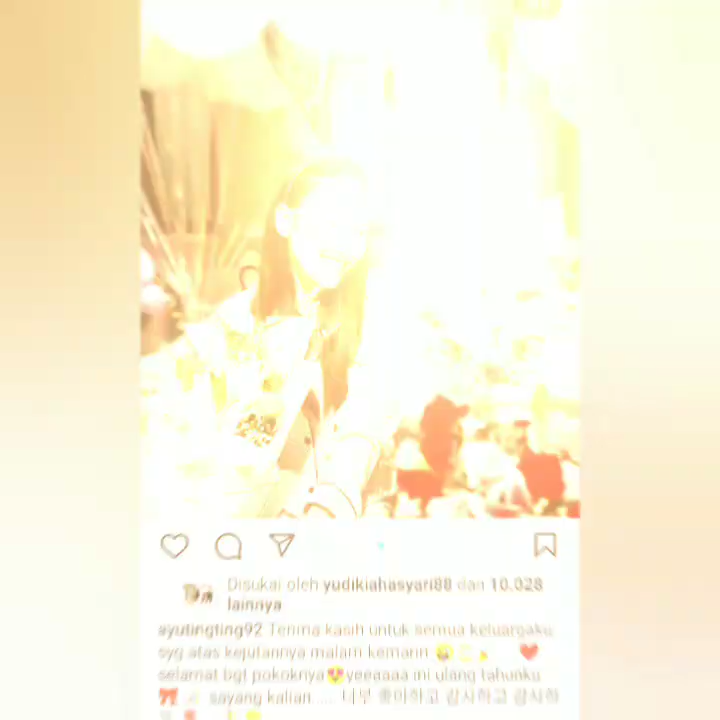 Disukai oleh yudikiahasyari88 dan 10.028
lainnya
ayutingting92 Terima kasih untuk semua keluargaku
syg atas kejutannya malam kemarin 😄 ❤️
selamat bgt pokoknya😍yeeaaaa ini ulang tahunku
🎀 sayang kalian..... 너무 좋아하고 감사하고 감사하